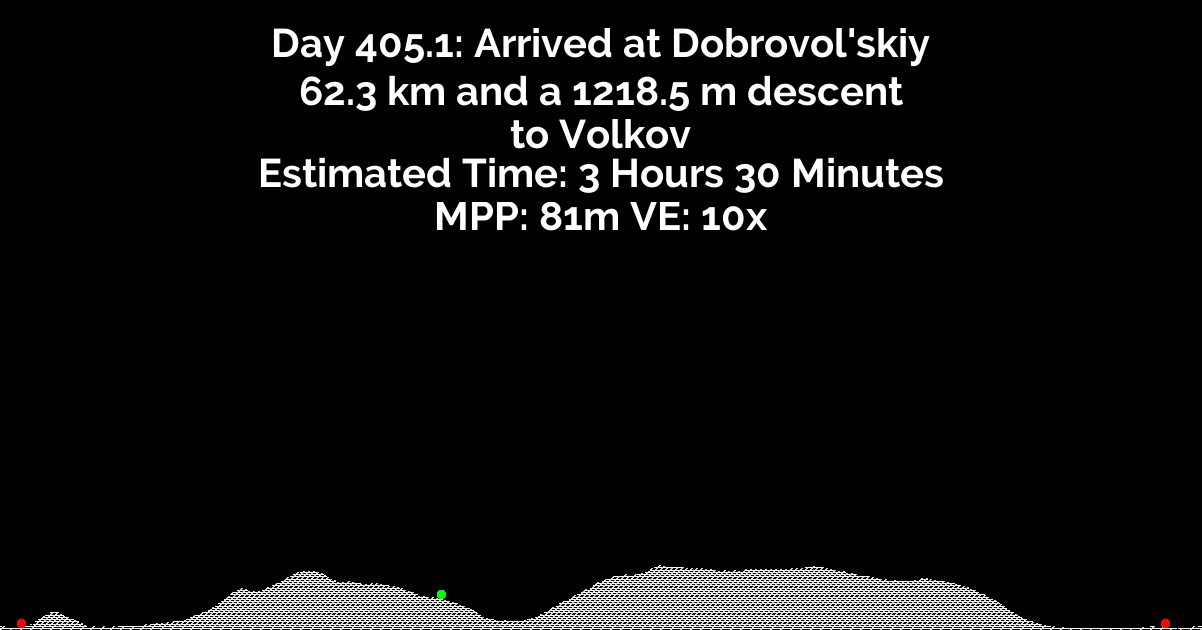 Day 405.1: Arrived at Dobrovol'skiy
62.3 km and a 1218.5 m descent
to Volkov
Estimated Time: 3 Hours 30 Minutes
MPP: 81m VE: 10x